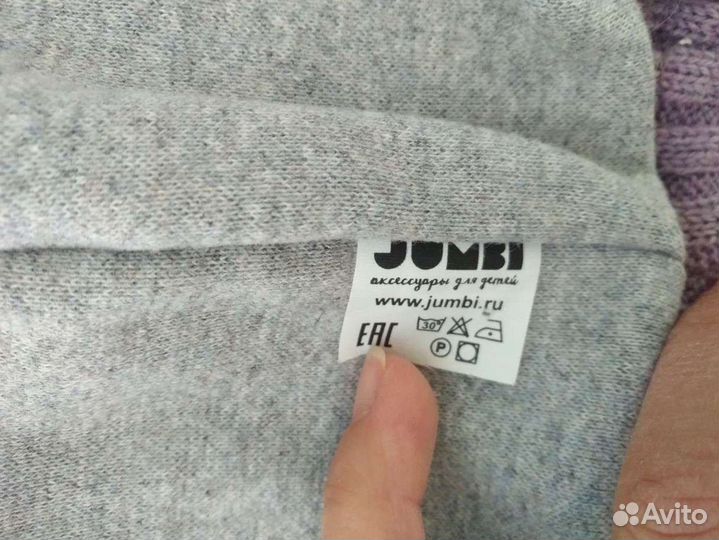 JUMBI
аксессуары для детей
www.jumbi.ru
EAC
30°
P
Avito